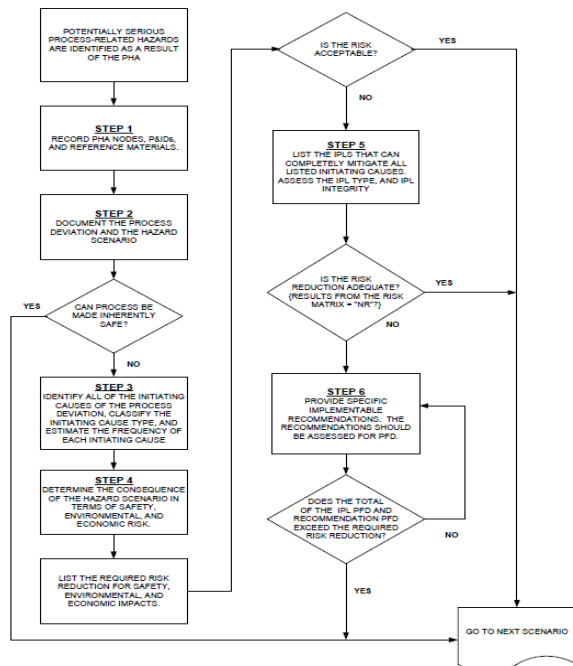 POTENTIALLY SERIOUS
PROCESS-RELATED HAZARDS
ARE IDENTIFIED AS A RESULT
OF THE PHA
STEP 1
RECORD PHA NODES, P&IDs,
AND REFERENCE MATERIALS.
STEP 2
DOCUMENT THE PROCESS
DEVIATION AND THE HAZARD
SCENARIO
YES
CAN PROCESS BE
MADE INHERENTLY
SAFE?
NO
STEP 3
IDENTIFY ALL OF THE INITIATING
CAUSES OF THE PROCESS
DEVIATION, CLASSIFY THE
INITIATING CAUSE TYPE, AND
ESTIMATE THE FREQUENCY OF
EACH INTIATING CAUSE
STEP 4
DETERMINE THE CONSEQUENCE
OF THE HAZARD SCENARIO IN
TERMS OF SAFETY,
ENVIRONMENTAL, AND
ECONOMIC RISK.
LIST THE REQUIRED RISK
REDUCTION FOR SAFETY,
ENVIRONMENTAL, AND
ECONOMIC IMPACTS.
IS THE RISK
ACCEPTABLE?
YES
NO
STEP 5
LIST THE IPLS THAT CAN
COMPLETELY MITIGATE ALL
LISTED INITIATING CAUSES.
ASSESS THE IPL TYPE, AND IPL
INTEGRITY
IS THE RISK
REDUCTION ADEQUATE?
{RESULTS FROM THE RISK
MATRIX = "NR"?}
YES
NO
STEP 6
PROVIDE SPECIFIC
IMPLEMENTABLE
RECOMMENDATIONS. THE
RECOMMENDATIONS SHOULD
BE ASSESSED FOR PFD.
DOES THE TOTAL
OF THE IPL PFD AND
RECOMMENDATION PFD
EXCEED THE REQUIRED
RISK REDUCTION?
NO
YES
GO TO NEXT SCENARIO